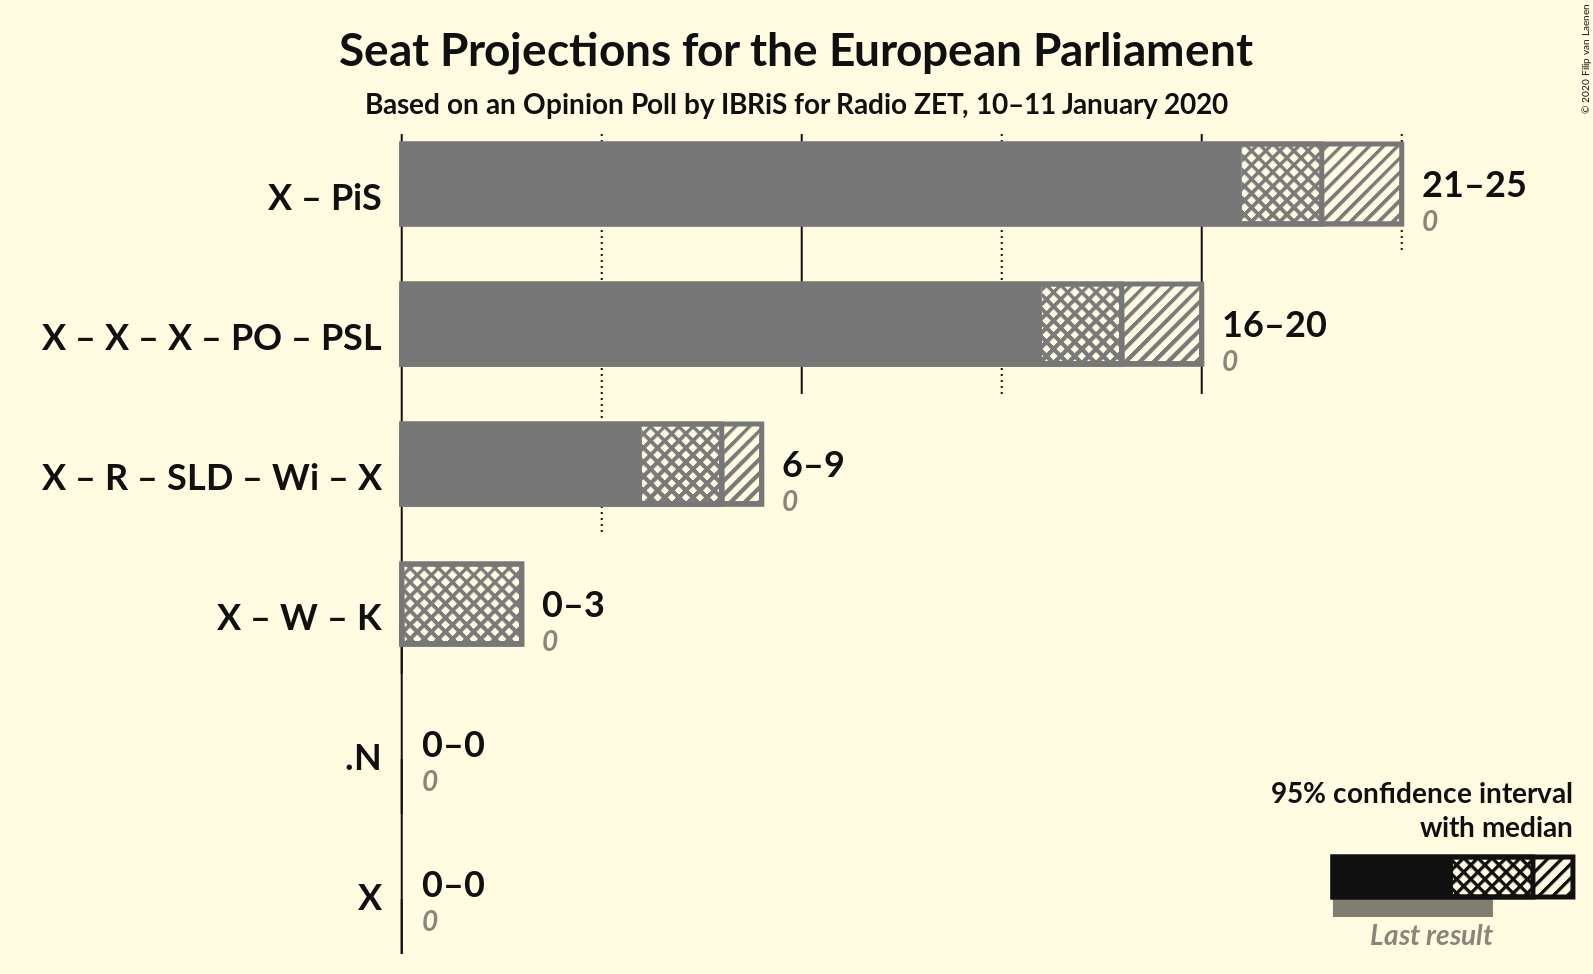 Seat Projections for the European Parliament
Based on an Opinion Poll by IBRiS for Radio ZET, 10–11 January 2020
© 2020 Filip van Laenen
X – PiS
21–25
0
X – X – X – PO – PSL
16–20
0
X – R – SLD – Wi – X
6–9
0
X – W – K
0–3
0
.N
0–0
0
X
0–0
0
95% confidence interval
with median
Last result